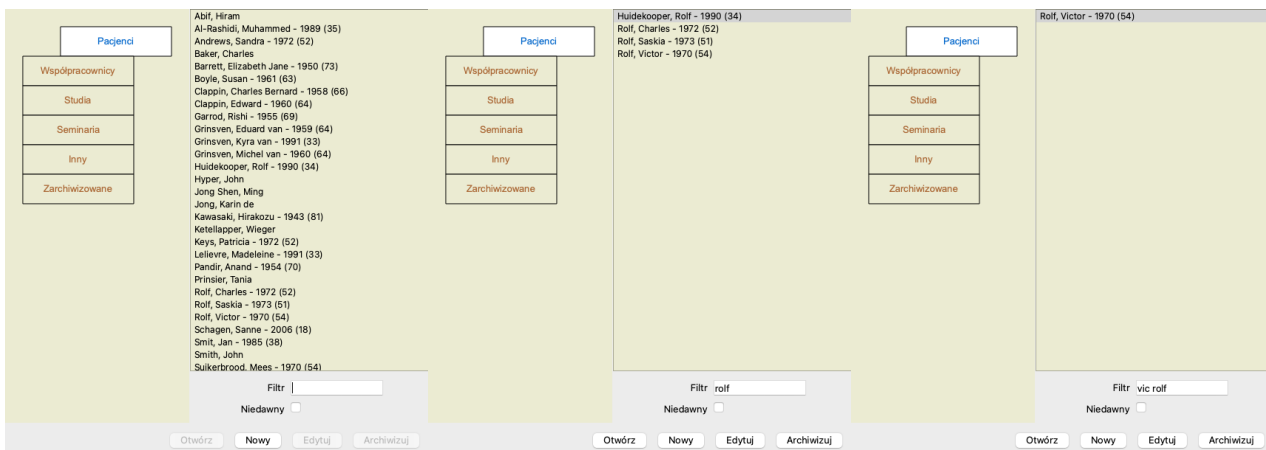 Pacjenci
Współpracownicy
Studia
Seminaria
Inny
Zarchiwizowane
Abif, Hiram
Al-Rashidi, Muhammed - 1989 (35)
Andrews, Sandra - 1972 (52)
Baker, Charles
Barrett, Elizabeth Jane - 1950 (73)
Boyle, Susan - 1961 (63)
Clappin, Charles Bernard - 1958 (66)
Clappin, Edward - 1960 (64)
Garrod, Rishi - 1955 (69)
Grinsven, Eduard van - 1959 (64)
Grinsven, Kyra van - 1991 (33)
Grinsven, Michel van - 1960 (64)
Huidekooper, Rolf - 1990 (34)
Hyper, John
Jong Shen, Ming
Jong, Karin de
Kawasaki, Hirakozu - 1943 (81)
Ketellapper, Wieger
Keys, Patricia - 1972 (52)
Lelievre, Madeleine - 1991 (33)
Pandir, Anand - 1954 (70)
Prinsier, Tania
Rolf, Charles - 1972 (52)
Rolf, Saskia - 1973 (51)
Rolf, Victor - 1970 (54)
Schagen, Sanne - 2006 (18)
Smit, Jan - 1985 (38)
Smith, John
Suikerbrood, Mees - 1970 (54)
Filtr
Niedawny
Otwórz Nowy Edytuj Archiwizuj
Pacjenci
Współpracownicy
Studia
Seminaria
Inny
Zarchiwizowane
Huidekooper, Rolf - 1990 (34)
Rolf, Charles - 1972 (52)
Rolf, Saskia - 1973 (51)
Rolf, Victor - 1970 (54)
Filtr rolf
Niedawny
Otwórz Nowy Edytuj Archiwizuj
Pacjenci
Współpracownicy
Studia
Seminaria
Inny
Zarchiwizowane
Rolf, Victor - 1970 (54)
Filtr vic rolf
Niedawny
Otwórz Nowy Edytuj Archiwizuj